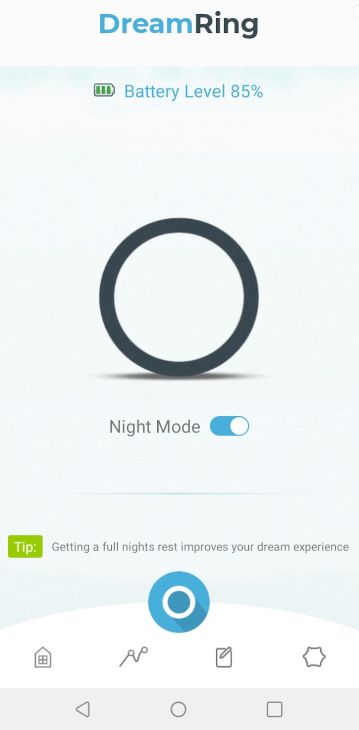 DreamRing
Battery Level 85%
Night Mode
Tip: Getting a full nights rest improves your dream experience